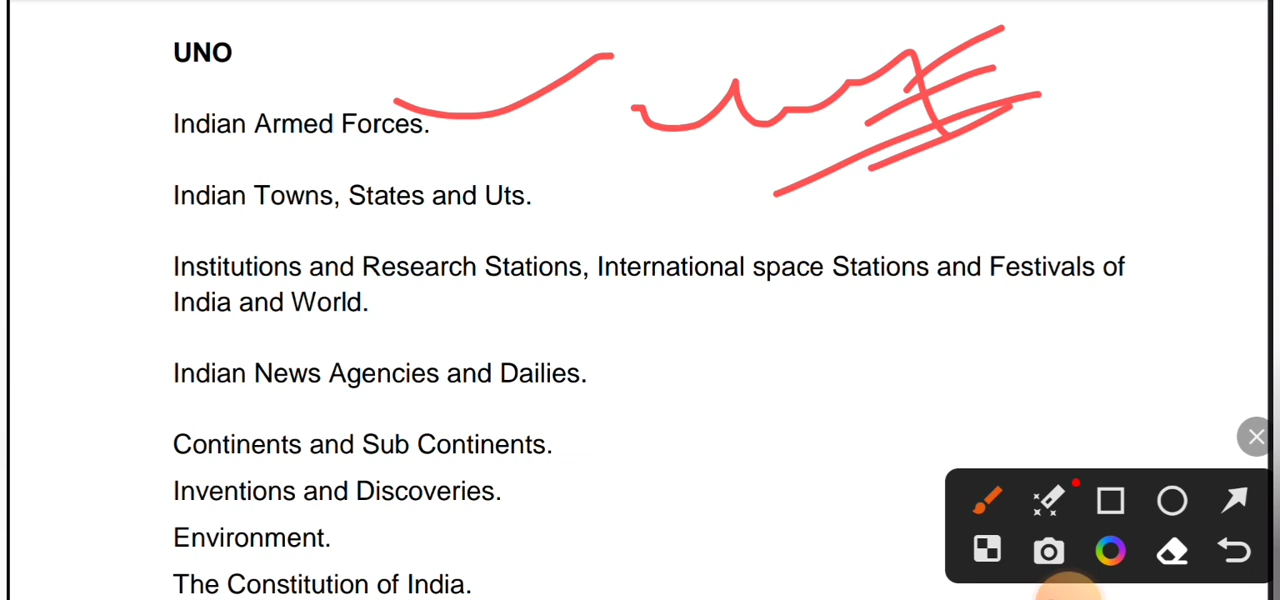 UNO
Indian Armed Forces.
Indian Towns, States and Uts.
Institutions and Research Stations, International space Stations and Festivals of
India and World.
Indian News Agencies and Dailies.
Continents and Sub Continents.
Inventions and Discoveries.
Environment.
The Constitution of India.